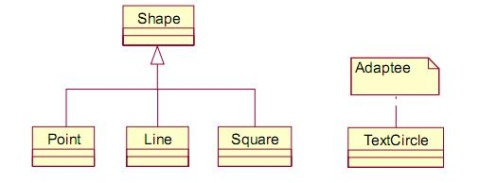 Shape
Adaptee
Point
Line
Square
TextCircle